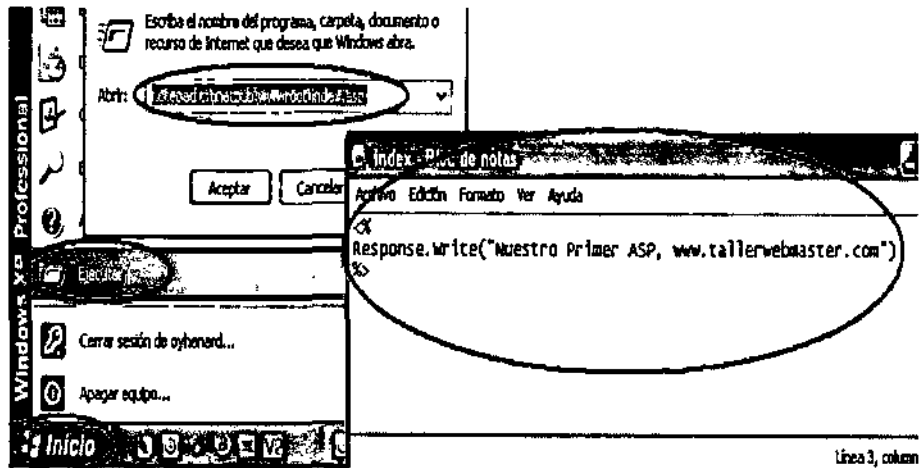 Escriba el nombre del programa, carpeta, documento o
recurso de Internet que desea que Windows abra.
Abrir:
Aceptar
Cancelar
Windows XP Professional
Ejecutar
Cerrar sesión de oyhenard...
Apagar equipo...
Inicio
index - Bloc de notas
Archivo Edición Formato Ver Ayuda
<%
Response.Write("Nuestro Primer ASP, www.tallerwebmaster.com")
%>
Línea 3, colum